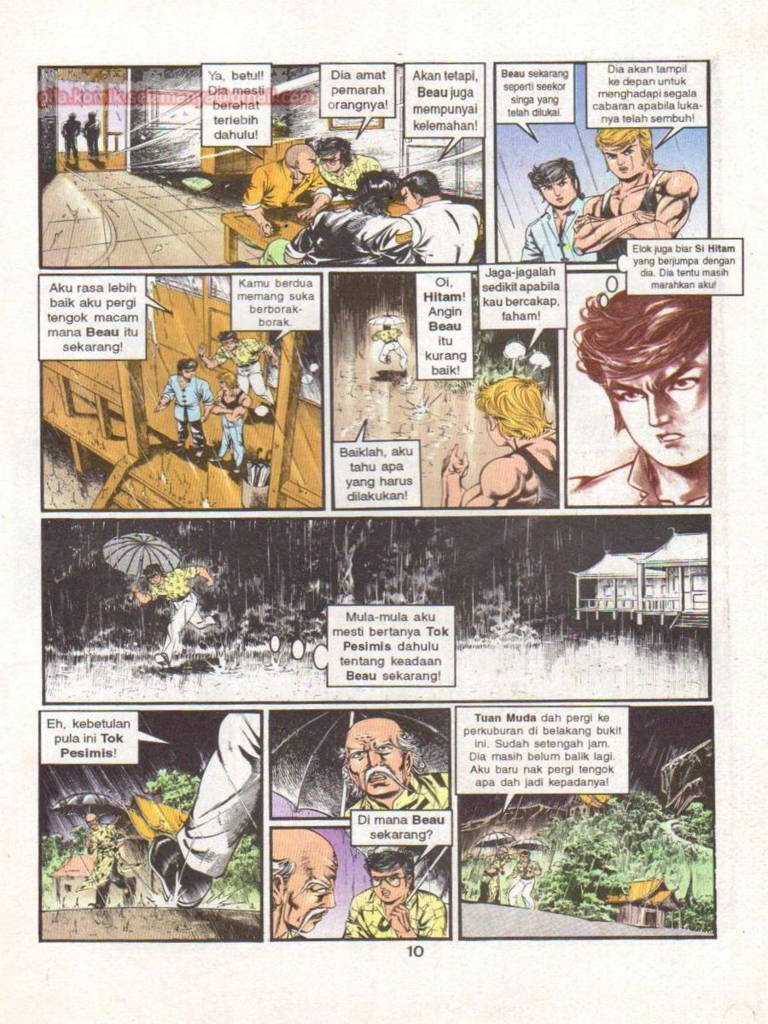 Ya, betul!
Dia mesti
berehat
terlebih
dahulu!
Dia amat
pemarah
orangnya!
Akan tetapi,
Beau juga
mempunyai
kelemahan!
Beau sekarang
seperti seekor
singa yang
telah dilukai.
Dia akan tampil
ke depan untuk
menghadapi segala
cabaran apabila luka-
nya telah sembuh!
Aku rasa lebih
baik aku pergi
tengok macam
mana Beau itu
sekarang!
Kamu berdua
memang suka
berborak-
borak.
Oi,
Hitam!
Angin
Beau
itu
kurang
baik!
Jaga-jagalah
sedikit apabila
kau bercakap,
faham!
Baiklah, aku
tahu apa
yang harus
dilakukan!
Elok juga biar Si Hitam
yang berjumpa dengan
dia. Dia tentu masih
marahkan aku!
Mula-mula aku
mesti bertanya Tok
Pesimis dahulu
tentang keadaan
Beau sekarang!
Eh, kebetulan
pula ini Tok
Pesimis!
Di mana Beau
sekarang?
Tuan Muda dah pergi ke
perkuburan di belakang bukit
ini. Sudah setengah jam.
Dia masih belum balik lagi.
Aku baru nak pergi tengok
apa dah jadi kepadanya!
10